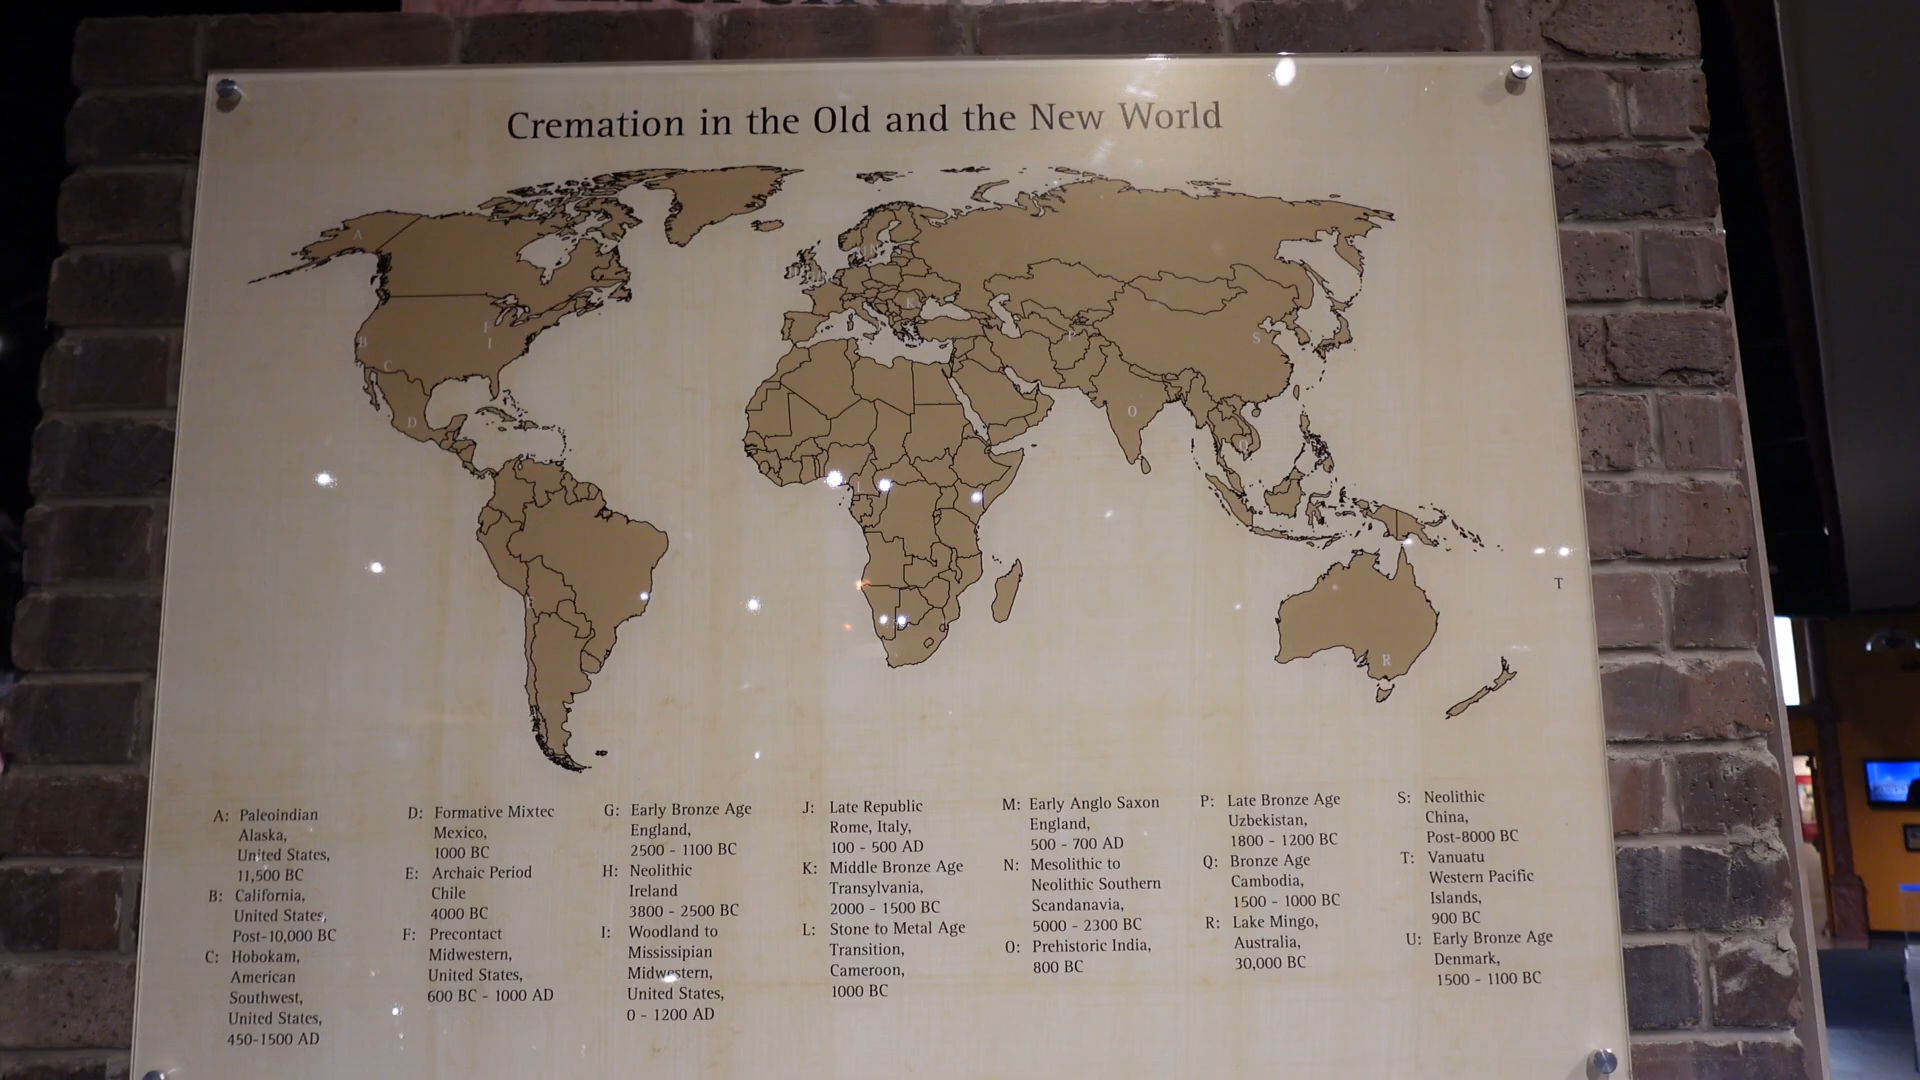 Cremation in the Old and the New World
A
B
C
D
F
I
K
L
O
P
Q
R
S
T
A: Paleoindian
Alaska,
United States,
11,500 BC
B: California,
United States,
Post-10,000 BC
C: Hobokam,
American
Southwest,
United States,
450-1500 AD
D: Formative Mixtec
Mexico,
1000 BC
E: Archaic Period
Chile
4000 BC
F: Precontact
Midwestern,
United States,
600 BC - 1000 AD
G: Early Bronze Age
England,
2500 - 1100 BC
H: Neolithic
Ireland
3800 - 2500 BC
I: Woodland to
Mississipian
Midwestern,
United States,
0 - 1200 AD
J: Late Republic
Rome, Italy,
100 - 500 AD
K: Middle Bronze Age
Transylvania,
2000 - 1500 BC
L: Stone to Metal Age
Transition,
Cameroon,
1000 BC
M: Early Anglo Saxon
England,
500 - 700 AD
N: Mesolithic to
Neolithic Southern
Scandanavia,
5000 - 2300 BC
O: Prehistoric India,
800 BC
P: Late Bronze Age
Uzbekistan,
1800 - 1200 BC
Q: Bronze Age
Cambodia,
1500 - 1000 BC
R: Lake Mingo,
Australia,
30,000 BC
S: Neolithic
China,
Post-8000 BC
T: Vanuatu
Western Pacific
Islands,
900 BC
U: Early Bronze Age
Denmark,
1500 - 1100 BC